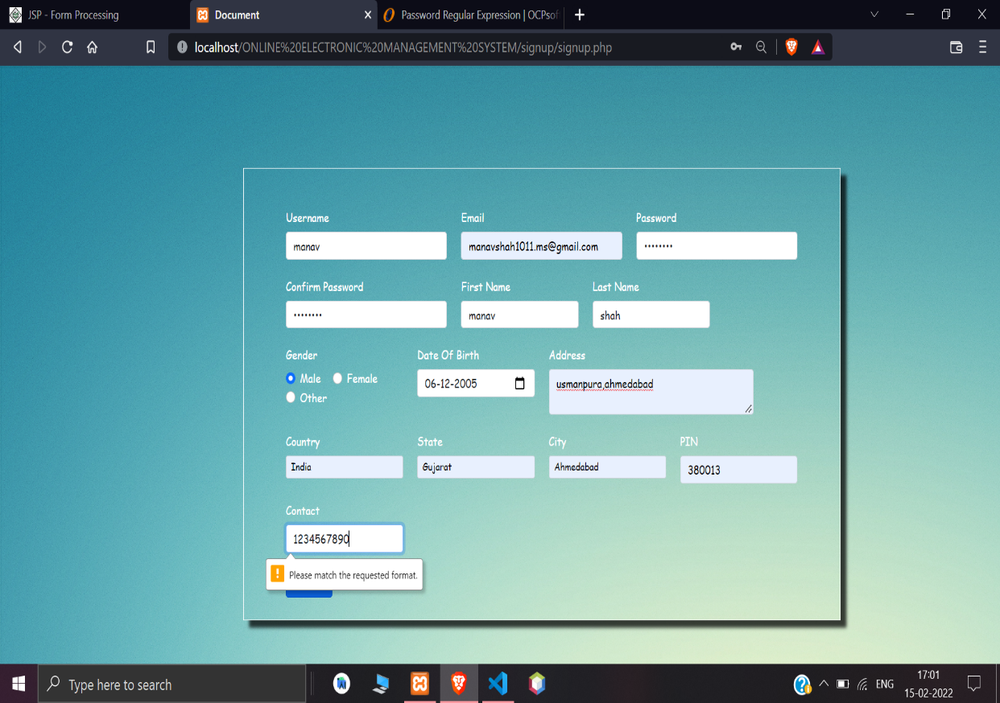 JSP - Form Processing
Document
Password Regular Expression | OCPsof
localhost/ONLINE%20ELECTRONIC%20MANAGEMENT%20SYSTEM/signup/signup.php
Username Email Password
manav manavshah1011.ms@gmail.com ••••••••
Confirm Password First Name Last Name
•••••••• manav shah
Gender Date Of Birth Address
Male Female 06-12-2005 usmanpura,ahmedabad
Other
Country State City PIN
India Gujarat Ahmedabad 380013
Contact
1234567890
Please match the requested format.
Type here to search
ENG
17:01
15-02-2022